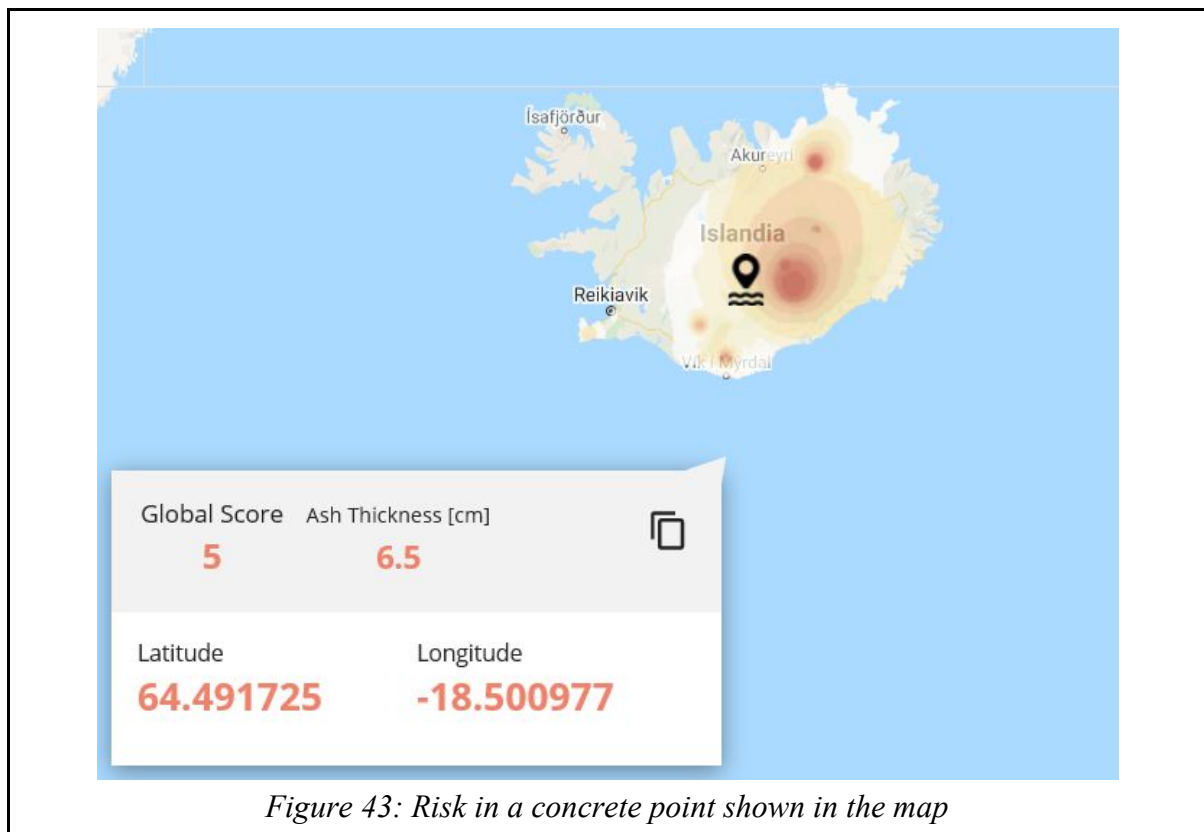 Ísafjörður
Akureyri
Islandia
Reikiavik
Vík í Mýrdal
Global Score Ash Thickness [cm]
5 6.5
Latitude Longitude
64.491725 -18.500977
Figure 43: Risk in a concrete point shown in the map